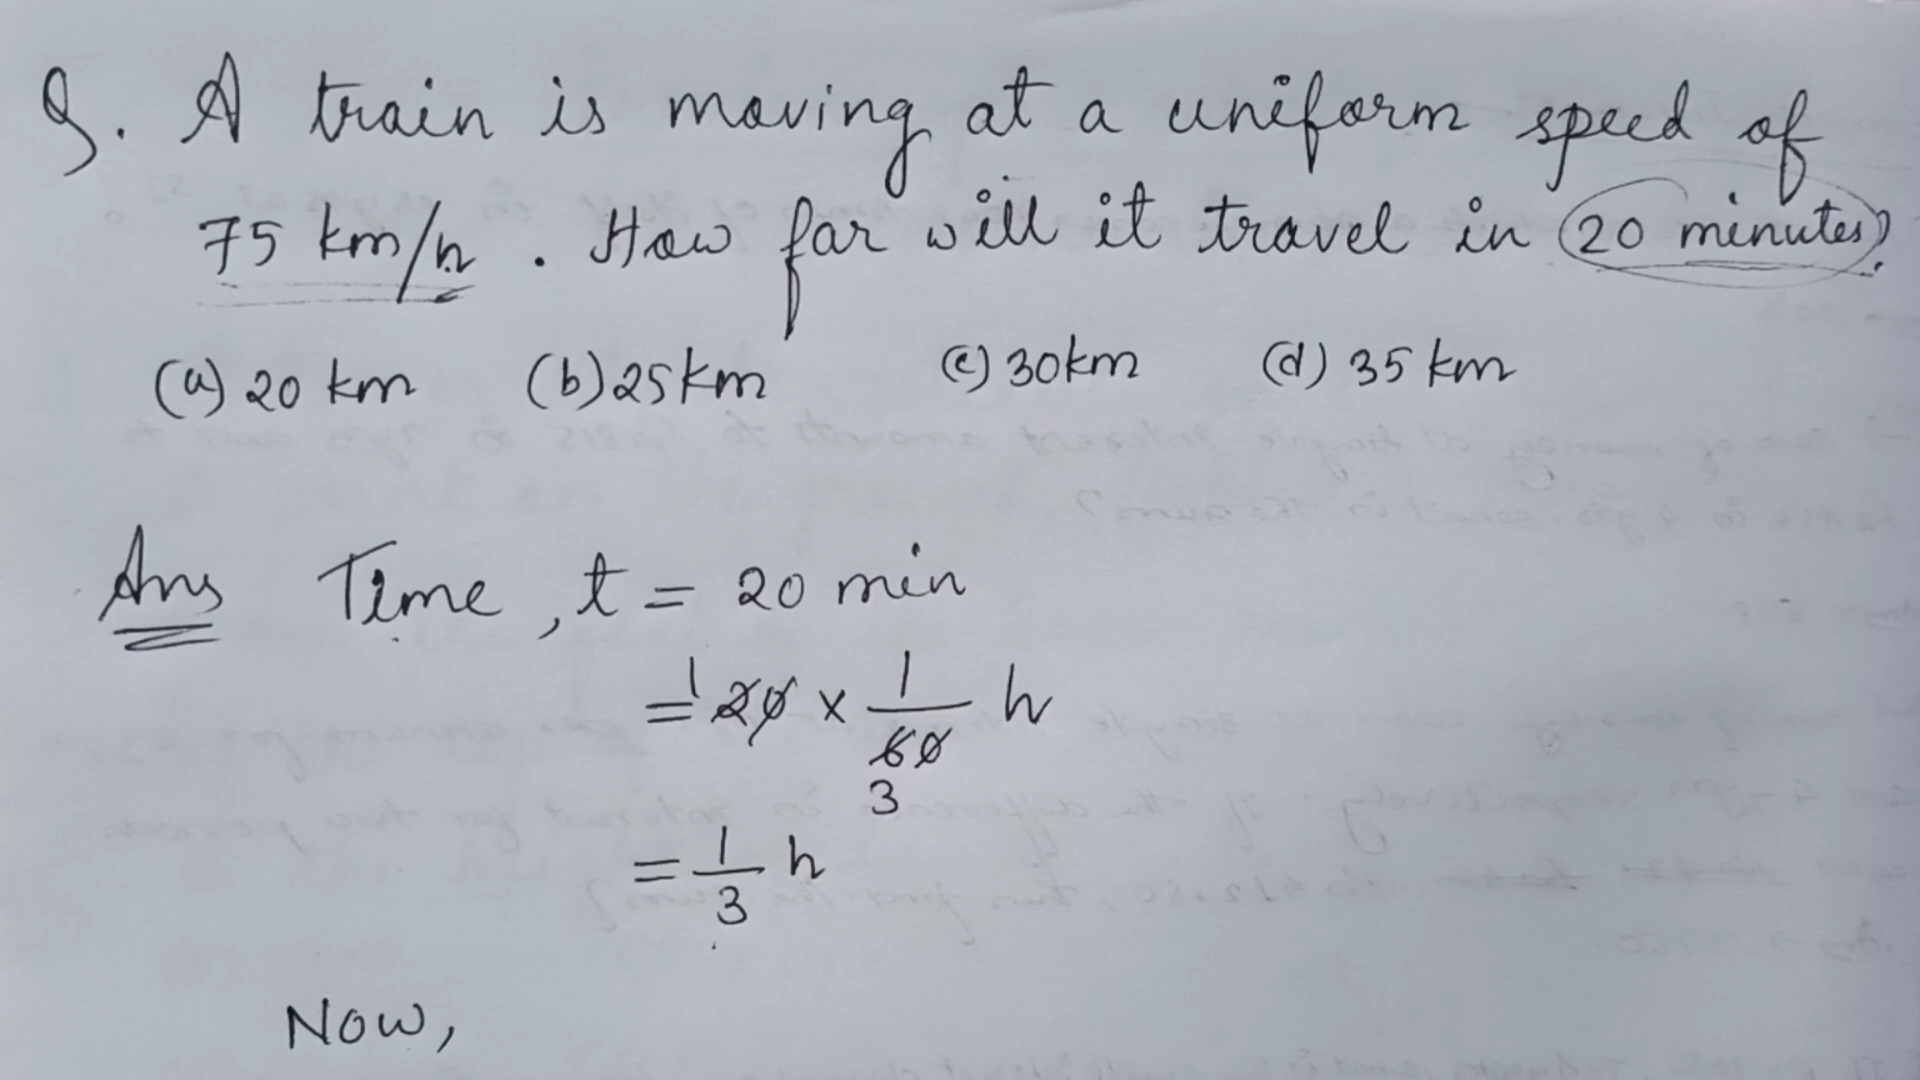 Q. A train is moving at a uniform speed of
75 km/h . How far will it travel in 20 minutes?
(a) 20 km (b) 25 km (c) 30 km (d) 35 km
Ans Time, t = 20 min
= 1 20 x 1/60 h
3
= 1/3 h
Now,